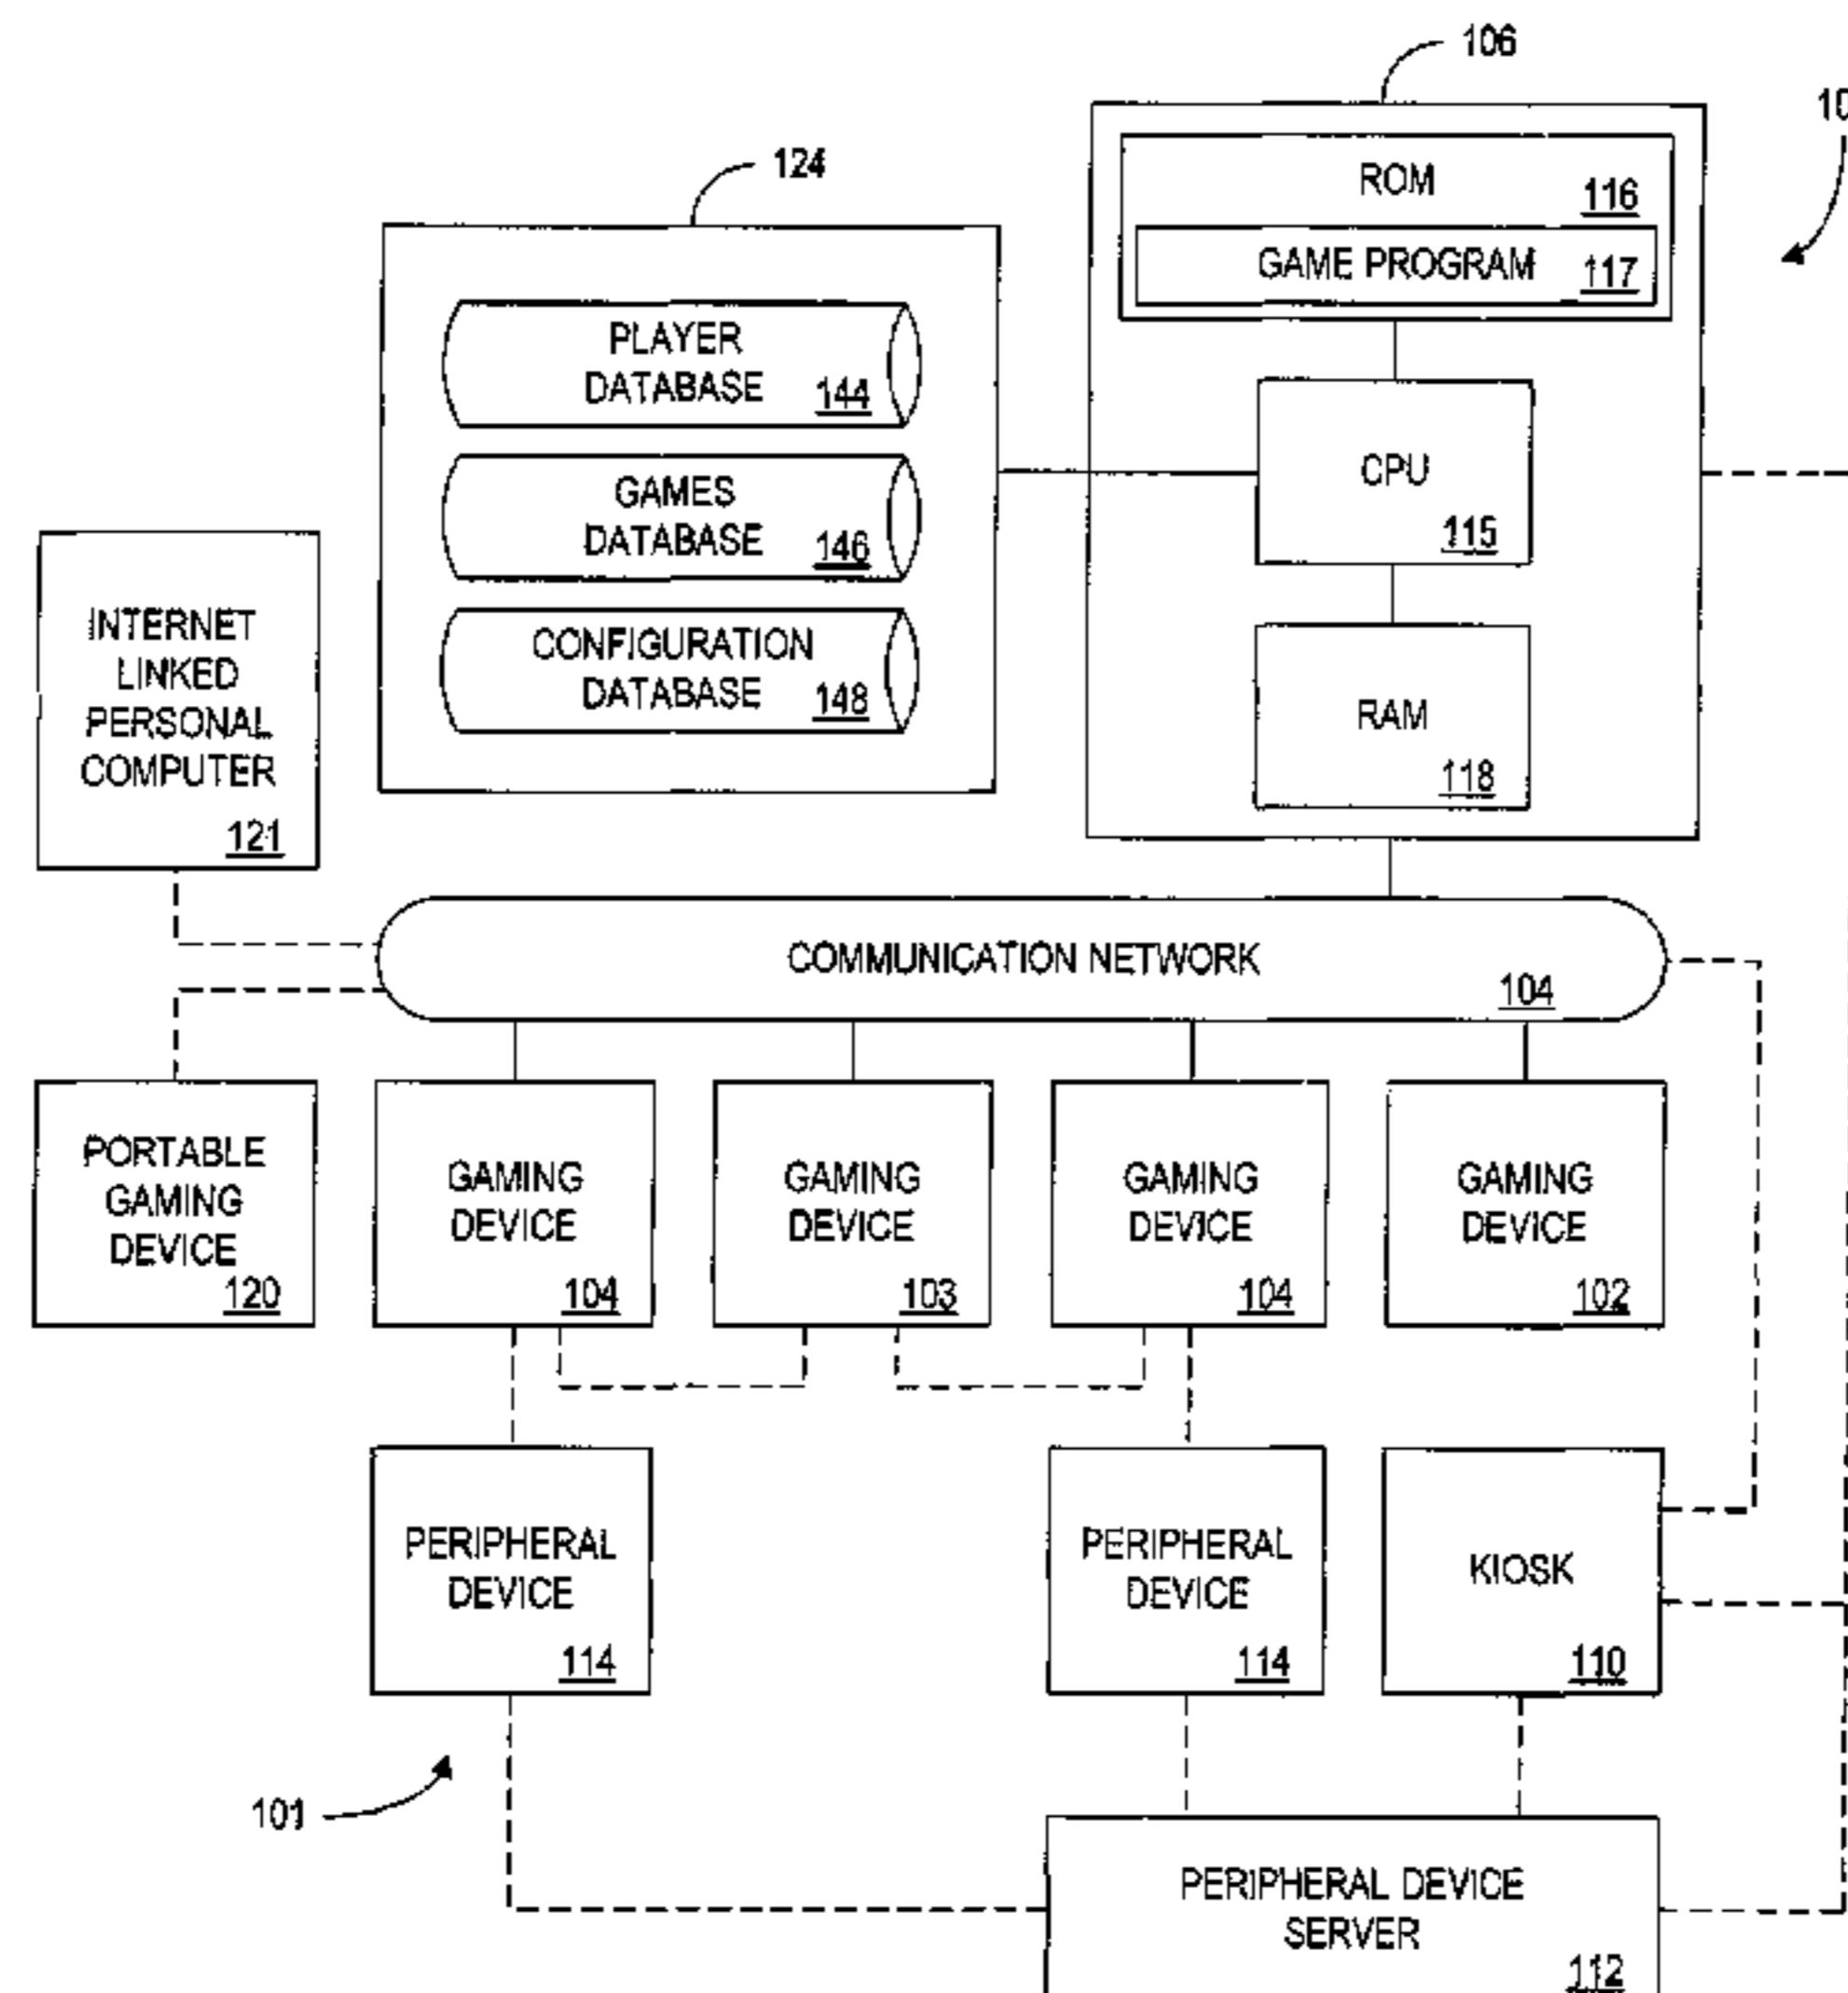 106
10
124
ROM
116
GAME PROGRAM
117
PLAYER
DATABASE
144
GAMES
DATABASE
146
CONFIGURATION
DATABASE
148
CPU
115
RAM
118
INTERNET
LINKED
PERSONAL
COMPUTER
121
COMMUNICATION NETWORK
104
PORTABLE
GAMING
DEVICE
120
GAMING
DEVICE
104
GAMING
DEVICE
103
GAMING
DEVICE
104
GAMING
DEVICE
102
PERIPHERAL
DEVICE
114
PERIPHERAL
DEVICE
114
KIOSK
110
101
PERIPHERAL DEVICE
SERVER
112